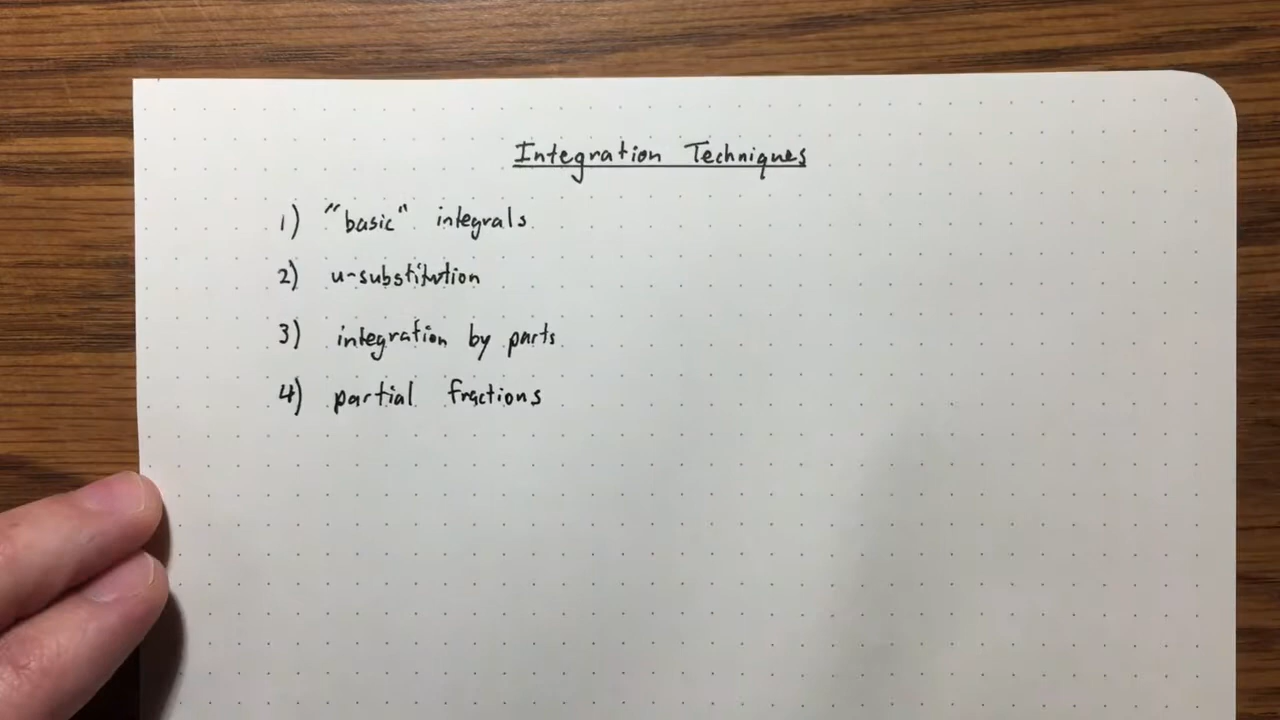 Integration Techniques
1) "basic" integrals
2) u-substitution
3) integration by parts
4) partial fractions